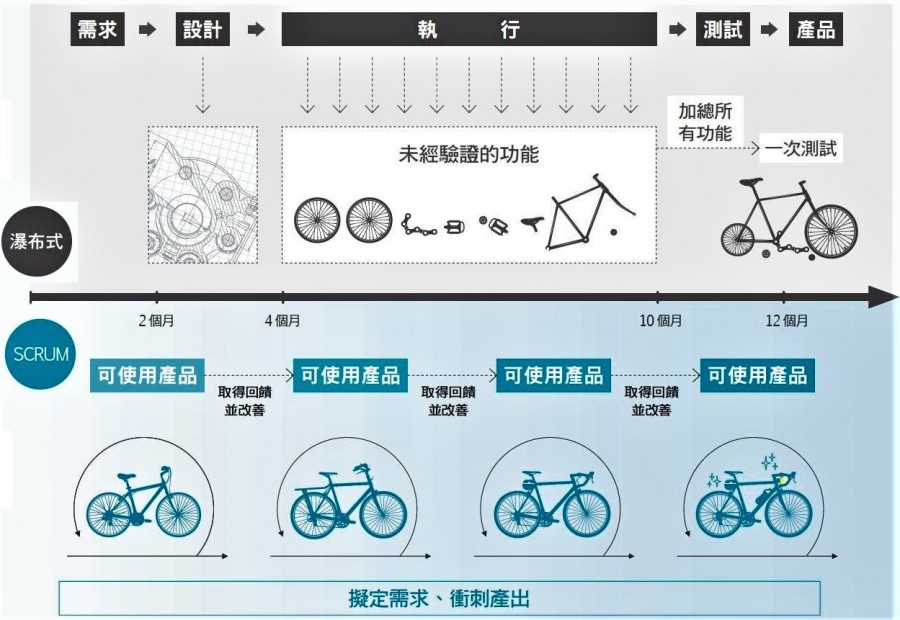 需求
設計
執行
測試
產品
加總所
有功能
未經驗證的功能
一次測試
瀑布式
2個月
4個月
10個月
12個月
SCRUM
可使用產品
可使用產品
可使用產品
可使用產品
取得回饋
並改善
取得回饋
並改善
取得回饋
並改善
擬定需求、衝刺產出